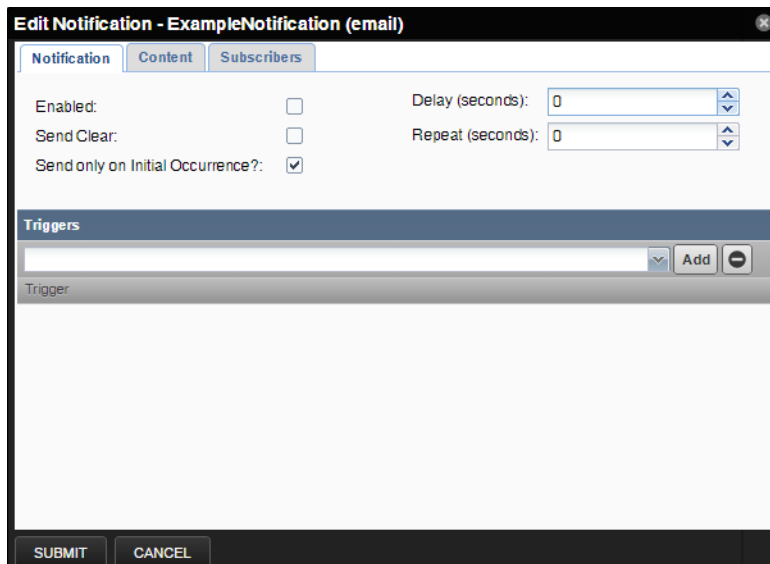 Edit Notification - ExampleNotification (email)
Notification Content Subscribers
Enabled: Delay (seconds): 0
Send Clear: Repeat (seconds): 0
Send only on Initial Occurrence?:
Triggers
Add
Trigger
SUBMIT CANCEL